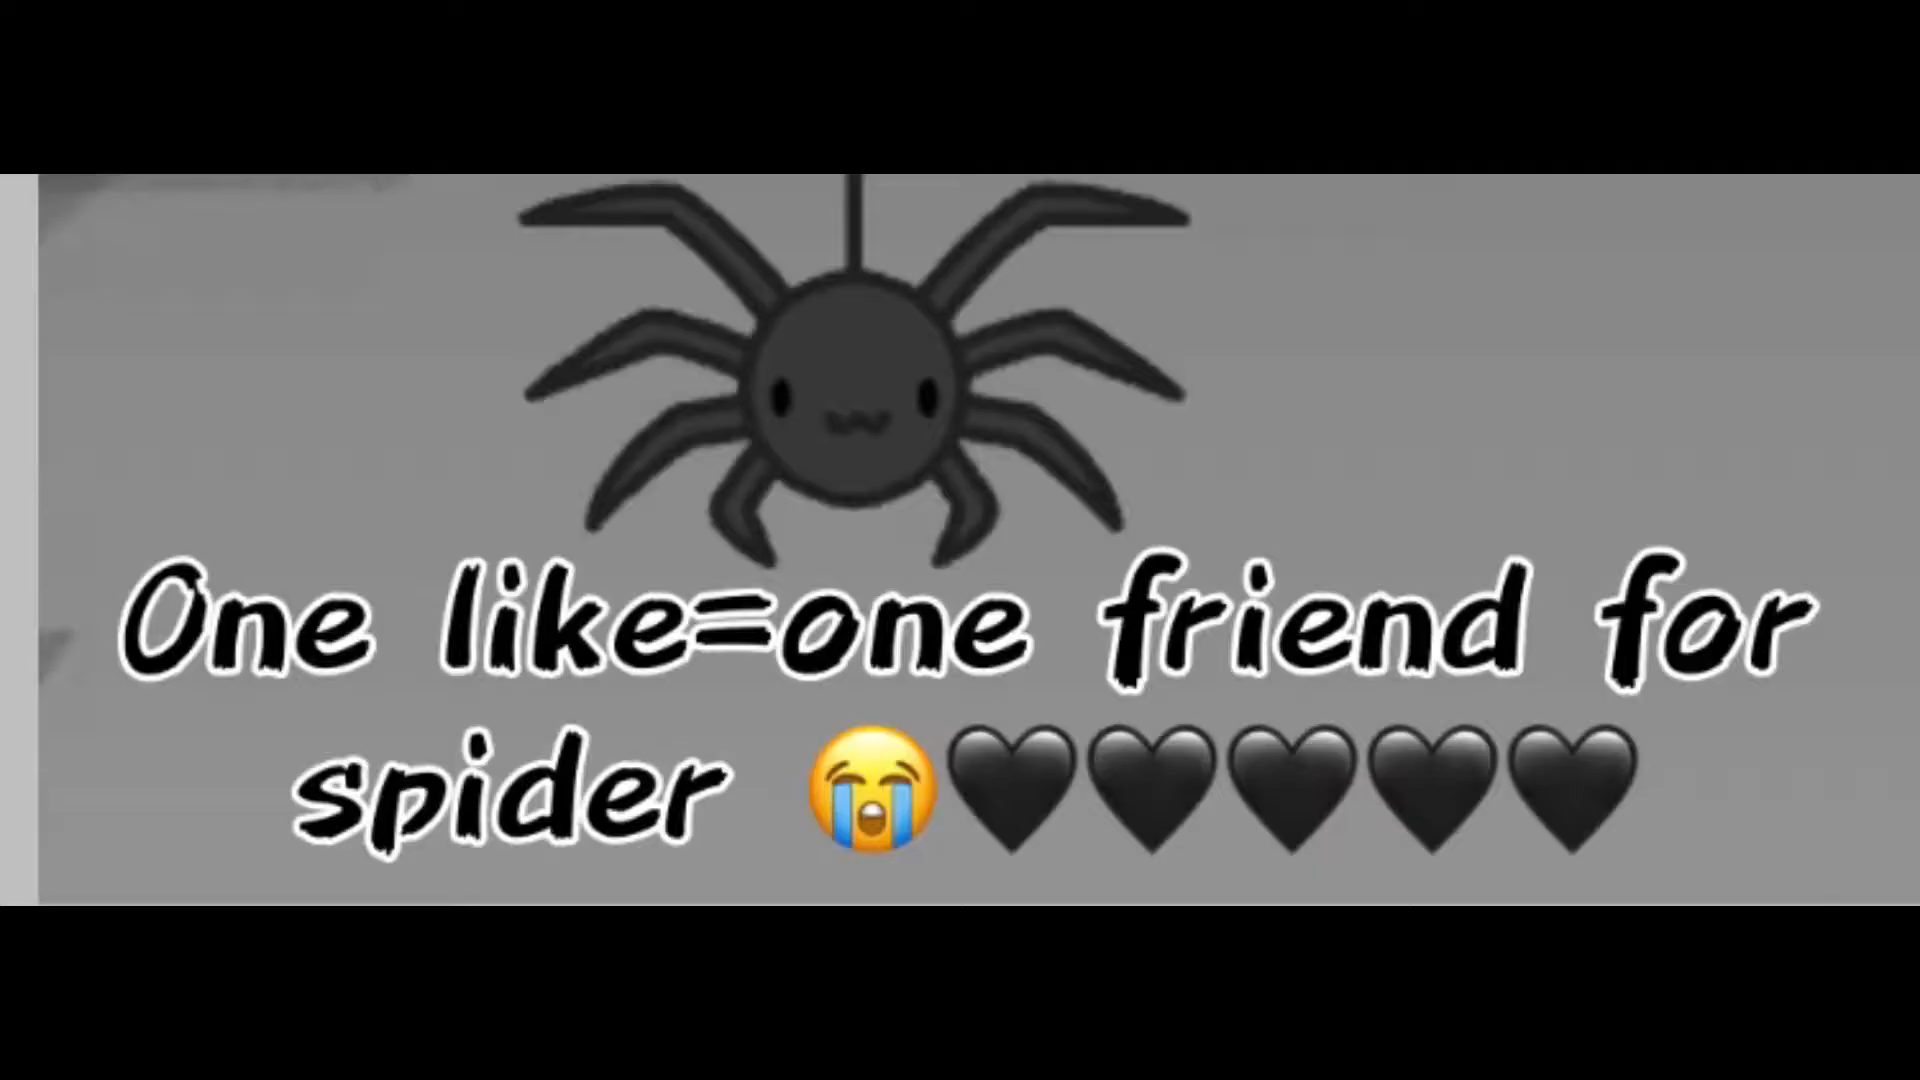 One like=one friend for
spider 😭🖤🖤🖤🖤🖤